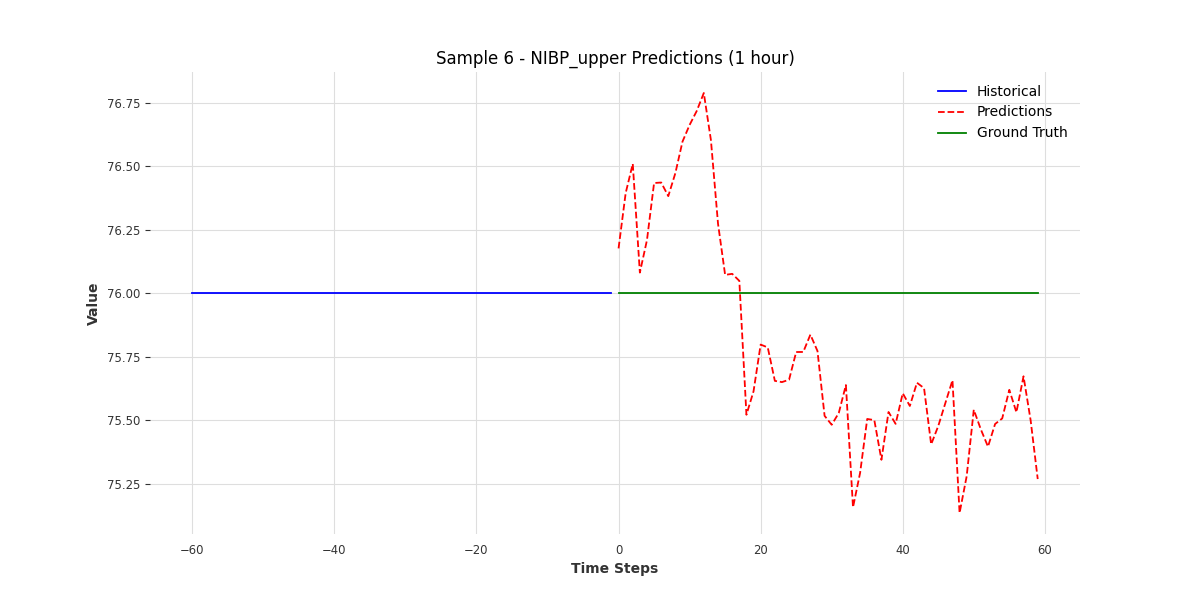 Sample 6 - NIBP_upper Predictions (1 hour)
Historical
Predictions
Ground Truth
76.75
76.50
76.25
76.00
75.75
75.50
75.25
Value
−60
−40
−20
0
20
40
60
Time Steps